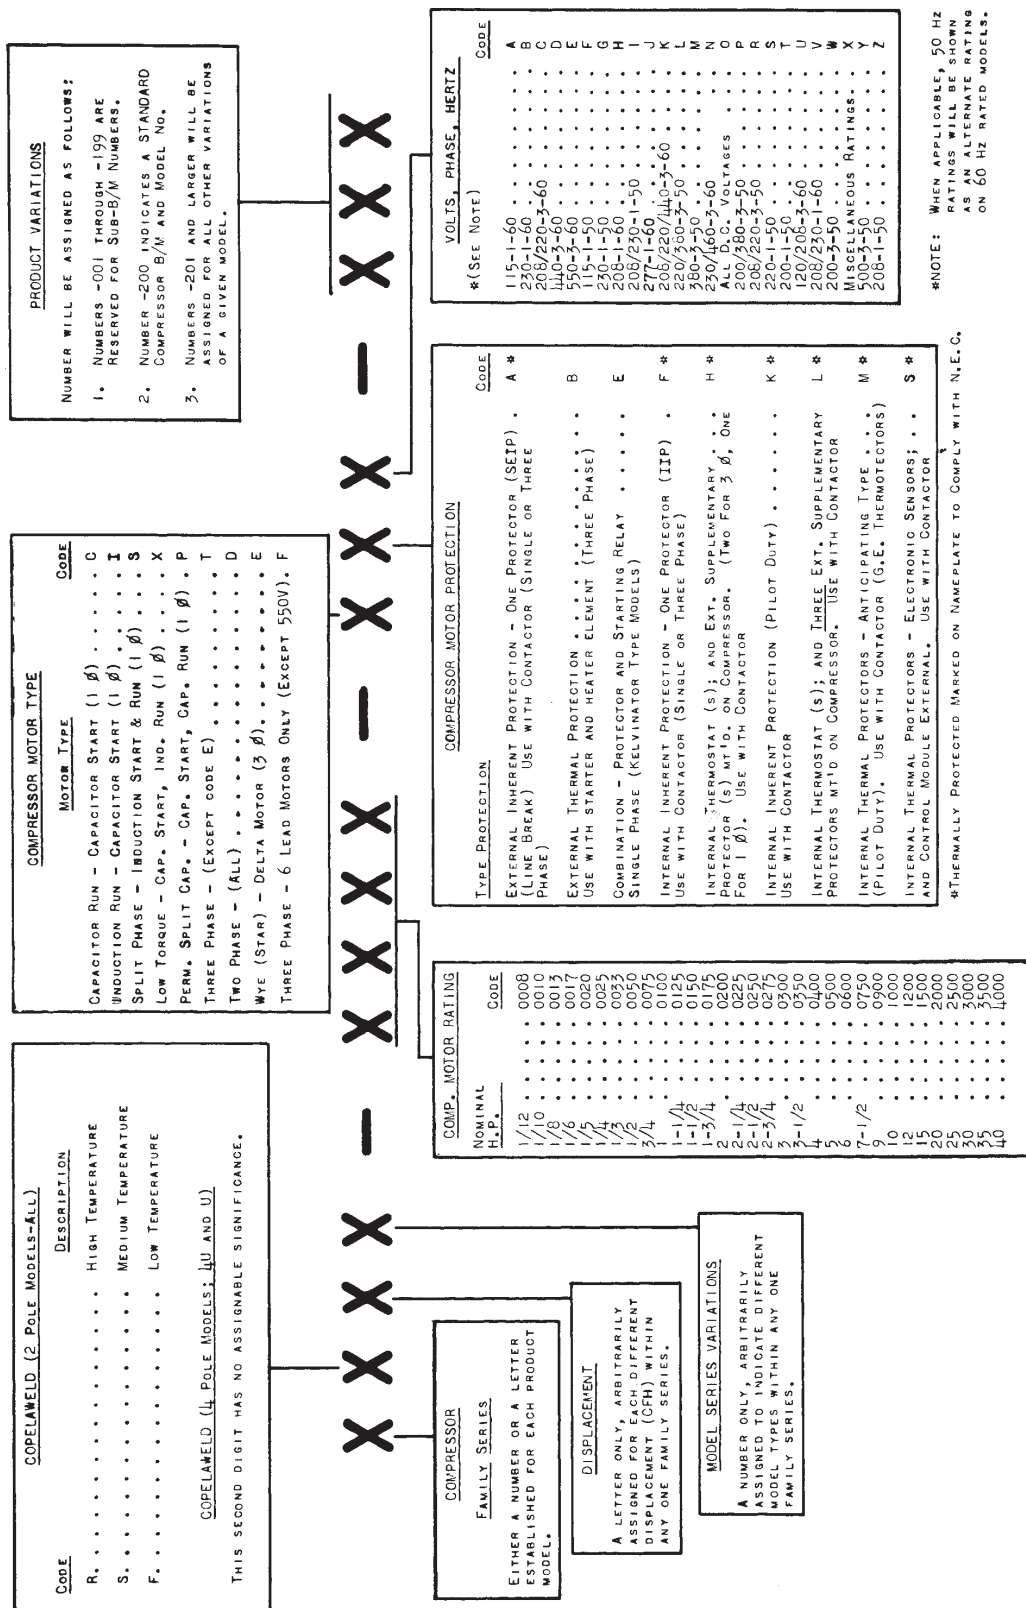 COPELAWELD (2 POLE MODELS-ALL)
CODE DESCRIPTION
R. . . . . . . . . . . . . HIGH TEMPERATURE
S. . . . . . . . . . . . . MEDIUM TEMPERATURE
F. . . . . . . . . . . . . LOW TEMPERATURE
COPELAWELD (4 POLE MODELS; 4U AND U)
THIS SECOND DIGIT HAS NO ASSIGNABLE SIGNIFICANCE.
COMPRESSOR MOTOR TYPE
MOTOR TYPE CODE
CAPACITOR RUN - CAPACITOR START (1 Ø) . . . . C
INDUCTION RUN - CAPACITOR START (1 Ø). . . . . I
SPLIT PHASE - INDUCTION START & RUN (1 Ø) . . . S
LOW TORQUE - CAP. START, IND. RUN (1 Ø) . . . . X
PERM. SPLIT CAP. - CAP. START, CAP. RUN (1 Ø) . P
THREE PHASE - (EXCEPT CODE E) . . . . . . . . . T
TWO PHASE - (ALL) . . . . . . . . . . . . . . . D
WYE (STAR) - DELTA MOTOR (3 Ø). . . . . . . . . E
THREE PHASE - 6 LEAD MOTORS ONLY (EXCEPT 550V). F
PRODUCT VARIATIONS
NUMBER WILL BE ASSIGNED AS FOLLOWS:
1. NUMBERS -001 THROUGH -199 ARE
RESERVED FOR SUB-B/M NUMBERS.
2. NUMBER -200 INDICATES A STANDARD
COMPRESSOR B/M AND MODEL NO.
3. NUMBERS -201 AND LARGER WILL BE
ASSIGNED FOR ALL OTHER VARIATIONS
OF A GIVEN MODEL.
X X X X - X X X X - X X X - X X X
COMPRESSOR
FAMILY SERIES
EITHER A NUMBER OR A LETTER
ESTABLISHED FOR EACH PRODUCT
MODEL.
DISPLACEMENT
A LETTER ONLY, ARBITRARILY
ASSIGNED FOR EACH DIFFERENT
DISPLACEMENT (CFH) WITHIN
ANY ONE FAMILY SERIES.
MODEL SERIES VARIATIONS
A NUMBER ONLY, ARBITRARILY
ASSIGNED TO INDICATE DIFFERENT
MODEL TYPES WITHIN ANY ONE
FAMILY SERIES.
COMP. MOTOR RATING
NOMINAL
H.P. CODE
1/12 . . . . . 0008
1/10 . . . . . 0010
1/8 . . . . . 0013
1/6 . . . . . 0017
1/5 . . . . . 0020
1/4 . . . . . 0025
1/3 . . . . . 0033
1/2 . . . . . 0050
3/4 . . . . . 0075
1 . . . . . 0100
1-1/4 . . . . . 0125
1-1/2 . . . . . 0150
1-3/4 . . . . . 0175
2 . . . . . 0200
2-1/4 . . . . . 0225
2-1/2 . . . . . 0250
2-3/4 . . . . . 0275
3 . . . . . 0300
3-1/2 . . . . . 0350
4 . . . . . 0400
5 . . . . . 0500
6 . . . . . 0600
7-1/2 . . . . . 0750
9 . . . . . 0900
10 . . . . . 1000
12 . . . . . 1200
15 . . . . . 1500
20 . . . . . 2000
25 . . . . . 2500
30 . . . . . 3000
35 . . . . . 3500
40 . . . . . 4000
COMPRESSOR MOTOR PROTECTION
TYPE PROTECTION CODE
EXTERNAL INHERENT PROTECTION - ONE PROTECTOR (SEIP) . A *
(LINE BREAK) USE WITH CONTACTOR (SINGLE OR THREE
PHASE)
EXTERNAL THERMAL PROTECTION . . . . . . . . . . . . . B
USE WITH STARTER AND HEATER ELEMENT (THREE PHASE)
COMBINATION - PROTECTOR AND STARTING RELAY . . . . . E
SINGLE PHASE (KELVINATOR TYPE MODELS)
INTERNAL INHERENT PROTECTION - ONE PROTECTOR (IIP) . F *
USE WITH CONTACTOR (SINGLE OR THREE PHASE)
INTERNAL THERMOSTAT (S); AND EXT. SUPPLEMENTARY . . . H *
PROTECTOR (S) MT'D. ON COMPRESSOR. (TWO FOR 3 Ø, ONE
FOR 1 Ø). USE WITH CONTACTOR
INTERNAL INHERENT PROTECTION (PILOT DUTY) . . . . . . K *
USE WITH CONTACTOR
INTERNAL THERMOSTAT (S); AND THREE EXT. SUPPLEMENTARY L *
PROTECTORS MT'D ON COMPRESSOR. USE WITH CONTACTOR
INTERNAL THERMAL PROTECTORS - ANTICIPATING TYPE . . . M *
(PILOT DUTY). USE WITH CONTACTOR (G.E. THERMOTECTORS)
INTERNAL THERMAL PROTECTORS - ELECTRONIC SENSORS; . . S *
AND CONTROL MODULE EXTERNAL. USE WITH CONTACTOR
*THERMALLY PROTECTED MARKED ON NAMEPLATE TO COMPLY WITH N.E.C.
VOLTS, PHASE, HERTZ
*(SEE NOTE) CODE
115-1-60 . . . . . . . . A
230-1-60 . . . . . . . . B
208/220-3-60 . . . . . . C
440-3-60 . . . . . . . . D
550-3-60 . . . . . . . . E
115-1-50 . . . . . . . . F
230-1-50 . . . . . . . . G
208-1-60 . . . . . . . . H
208/230-1-50 . . . . . . I
277-1-60 . . . . . . . . J
208/220/440-3-60 . . . . K
220/380-3-50 . . . . . . L
380-3-50 . . . . . . . . M
230/460-3-60 . . . . . . N
ALL D.C. VOLTAGES . . . O
200/280-3-50 . . . . . . P
208/220-3-50 . . . . . . R
220-1-50 . . . . . . . . S
200-1-50 . . . . . . . . T
120/208-3-60 . . . . . . U
208/230-1-60 . . . . . . V
200-3-50 . . . . . . . . W
MISCELLANEOUS RATINGS. . X
500-3-50 . . . . . . . . Y
208-1-50 . . . . . . . . Z
*NOTE: WHEN APPLICABLE, 50 HZ
RATINGS WILL BE SHOWN
AS AN ALTERNATE RATING
ON 60 HZ RATED MODELS.